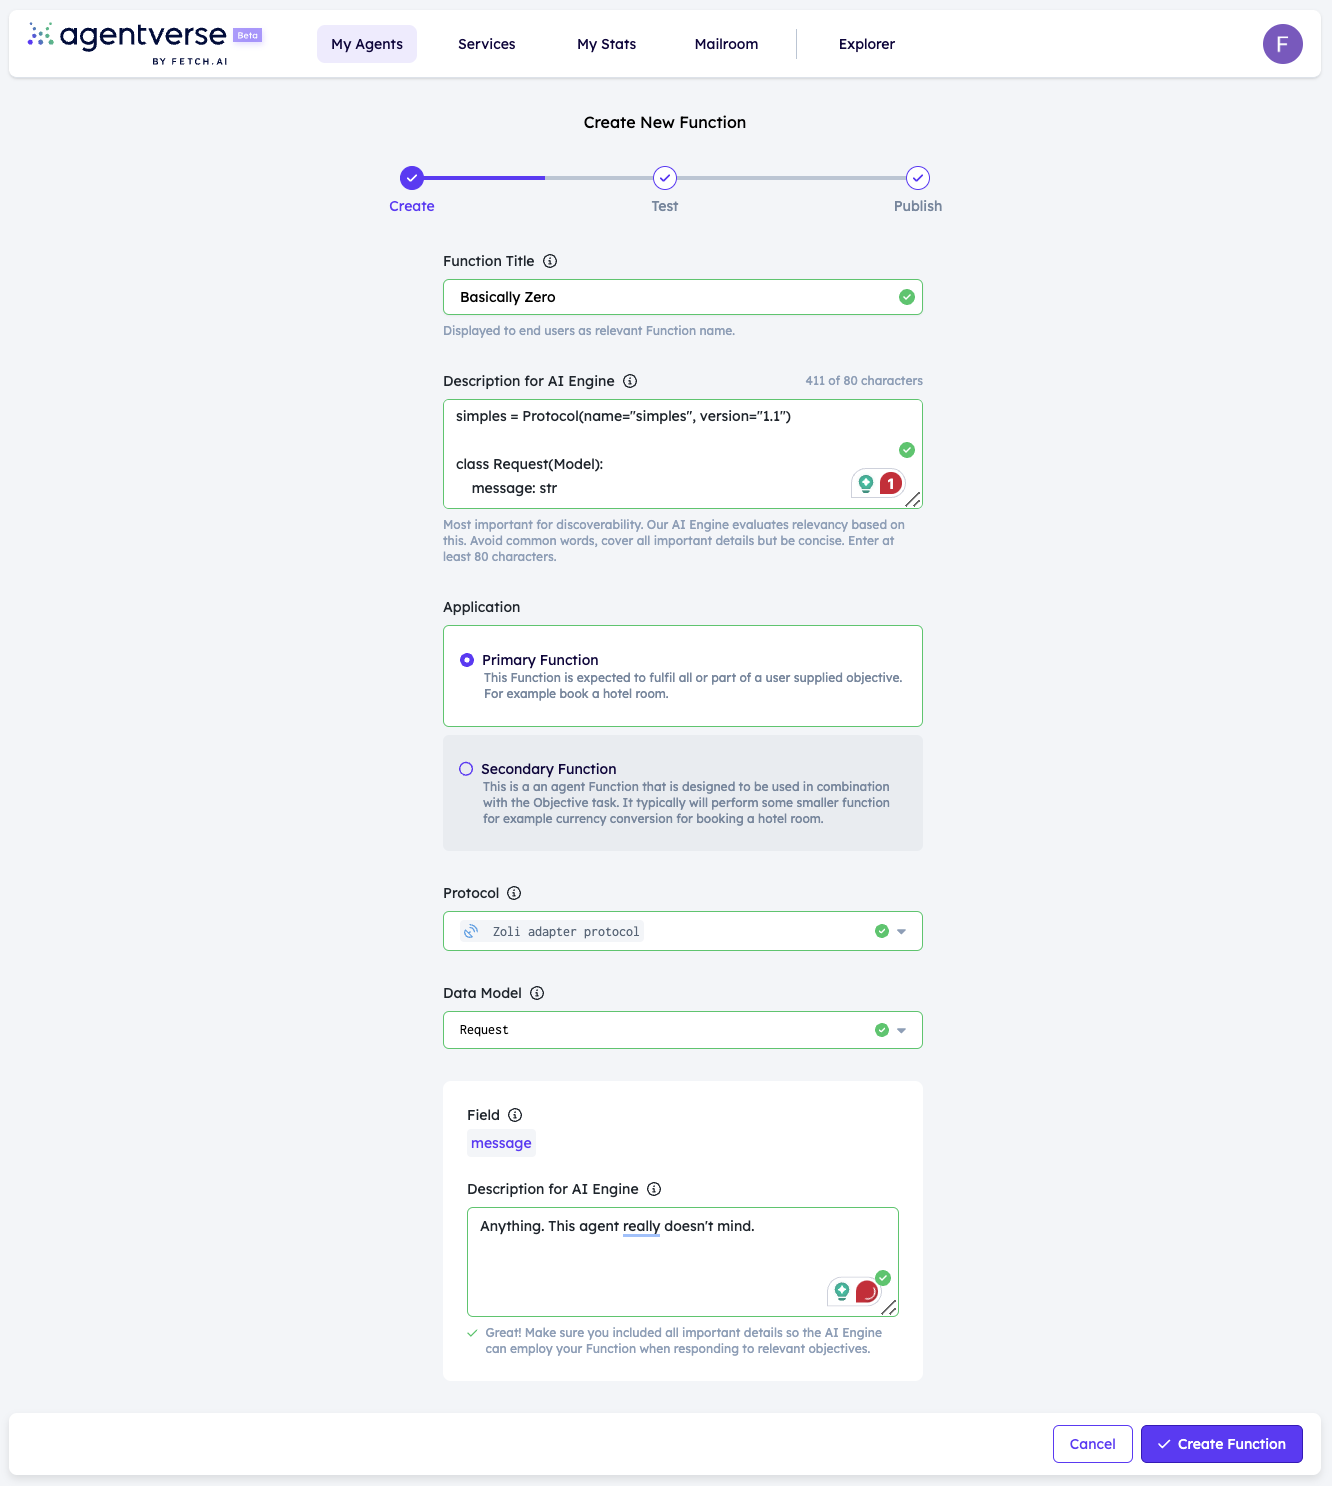 agentverse Beta
BY FETCH.AI
My Agents
Services
My Stats
Mailroom
Explorer
F
Create New Function
Create
Test
Publish
Function Title
Basically Zero
Displayed to end users as relevant Function name.
Description for AI Engine
411 of 80 characters
simples = Protocol(name="simples", version="1.1")
class Request(Model):
message: str
1
Most important for discoverability. Our AI Engine evaluates relevancy based on
this. Avoid common words, cover all important details but be concise. Enter at
least 80 characters.
Application
Primary Function
This Function is expected to fulfil all or part of a user supplied objective.
For example book a hotel room.
Secondary Function
This is a an agent Function that is designed to be used in combination
with the Objective task. It typically will perform some smaller function
for example currency conversion for booking a hotel room.
Protocol
Zoli adapter protocol
Data Model
Request
Field
message
Description for AI Engine
Anything. This agent really doesn't mind.
Great! Make sure you included all important details so the AI Engine
can employ your Function when responding to relevant objectives.
Cancel
Create Function